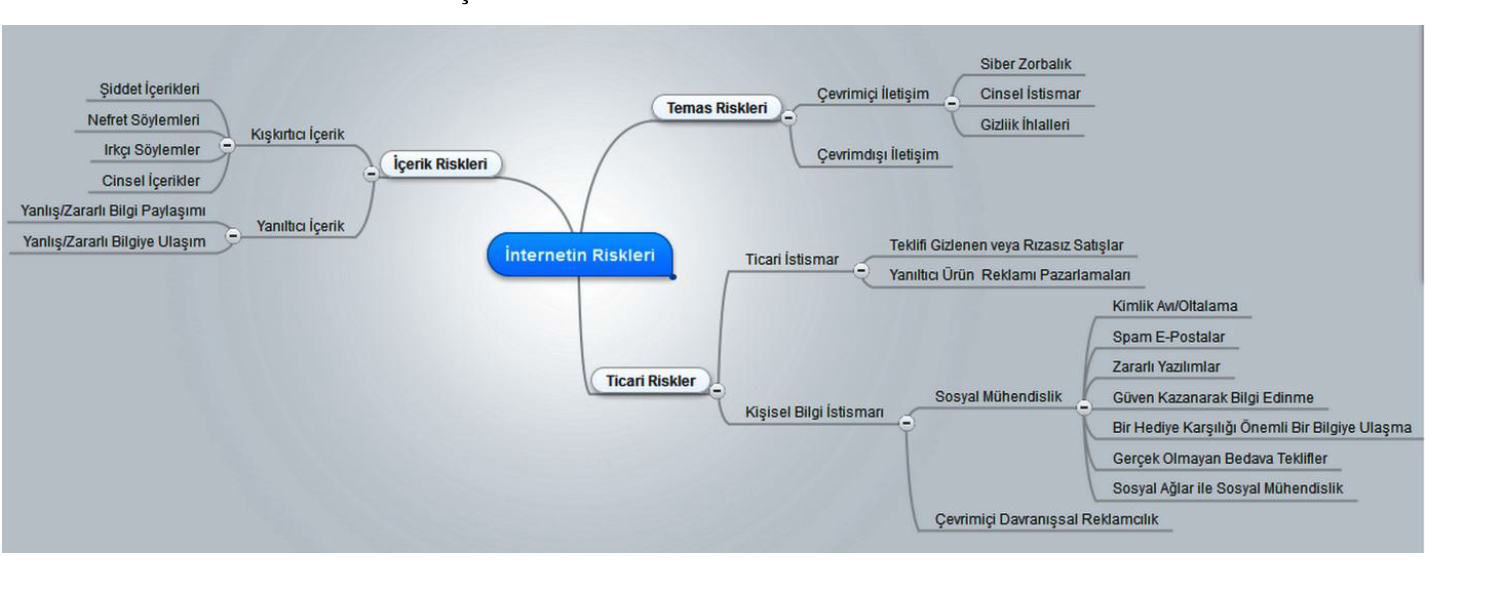 Şiddet İçerikleri
Nefret Söylemleri
Irkçı Söylemler
Cinsel İçerikler
Kışkırtıcı İçerik
Yanlış/Zararlı Bilgi Paylaşımı
Yanlış/Zararlı Bilgiye Ulaşım
Yanıltıcı İçerik
İçerik Riskleri
İnternetin Riskleri
Temas Riskleri
Çevrimiçi İletişim
Siber Zorbalık
Cinsel İstismar
Gizliik İhlalleri
Çevrimdışı İletişim
Ticari Riskler
Ticari İstismar
Teklifi Gizlenen veya Rızasız Satışlar
Yanıltıcı Ürün Reklamı Pazarlamaları
Kişisel Bilgi İstismarı
Sosyal Mühendislik
Kimlik Avı/Oltalama
Spam E-Postalar
Zararlı Yazılımlar
Güven Kazanarak Bilgi Edinme
Bir Hediye Karşılığı Önemli Bir Bilgiye Ulaşma
Gerçek Olmayan Bedava Teklifler
Sosyal Ağlar ile Sosyal Mühendislik
Çevrimiçi Davranışsal Reklamcılık